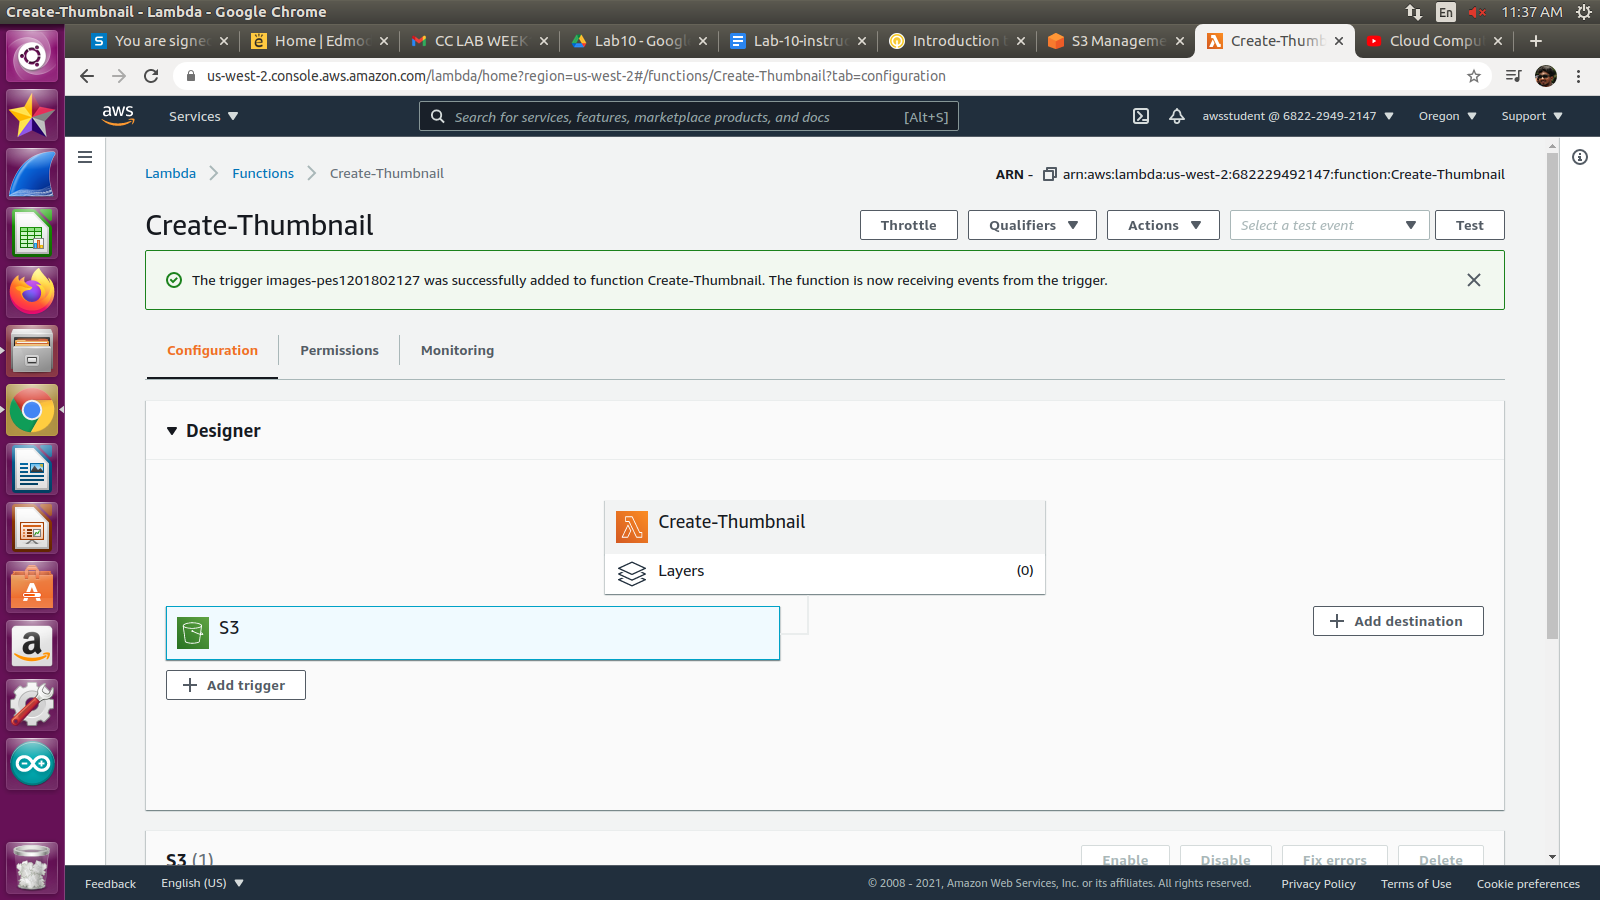 Create-Thumbnail - Lambda - Google Chrome
En
11:37 AM
You are signe
Home | Edmo
CC LAB WEEK
Lab10 - Googl
Lab-10-instru
Introduction
S3 Manageme
Create-Thumb
Cloud Compu
us-west-2.console.aws.amazon.com/lambda/home?region=us-west-2#/functions/Create-Thumbnail?tab=configuration
aws
Services
Search for services, features, marketplace products, and docs
[Alt+S]
awsstudent @ 6822-2949-2147
Oregon
Support
Lambda
Functions
Create-Thumbnail
ARN - arn:aws:lambda:us-west-2:682229492147:function:Create-Thumbnail
Create-Thumbnail
Throttle
Qualifiers
Actions
Select a test event
Test
The trigger images-pes1201802127 was successfully added to function Create-Thumbnail. The function is now receiving events from the trigger.
Configuration
Permissions
Monitoring
Designer
Create-Thumbnail
Layers
(0)
S3
Add destination
Add trigger
S3 (1)
Enable
Disable
Fix errors
Delete
Feedback
English (US)
© 2008 - 2021, Amazon Web Services, Inc. or its affiliates. All rights reserved.
Privacy Policy
Terms of Use
Cookie preferences